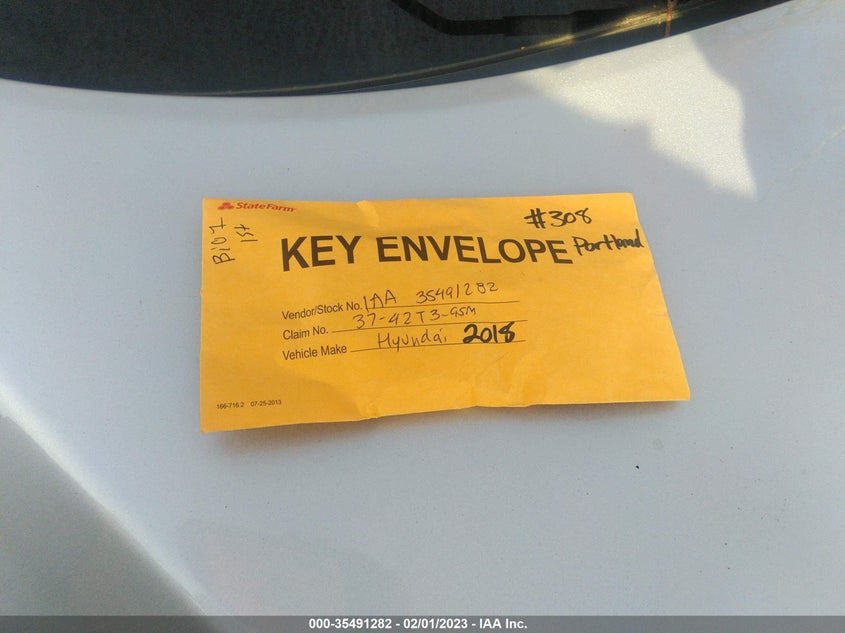 StateFarm
#308
KEY ENVELOPE Portland
1st
Vendor/Stock No. IAA 35491282
Claim No. 37-42T3-95M
Vehicle Make Hyundai 2018
166-716.2 07-25-2013
000-35491282 - 02/01/2023 - IAA Inc.